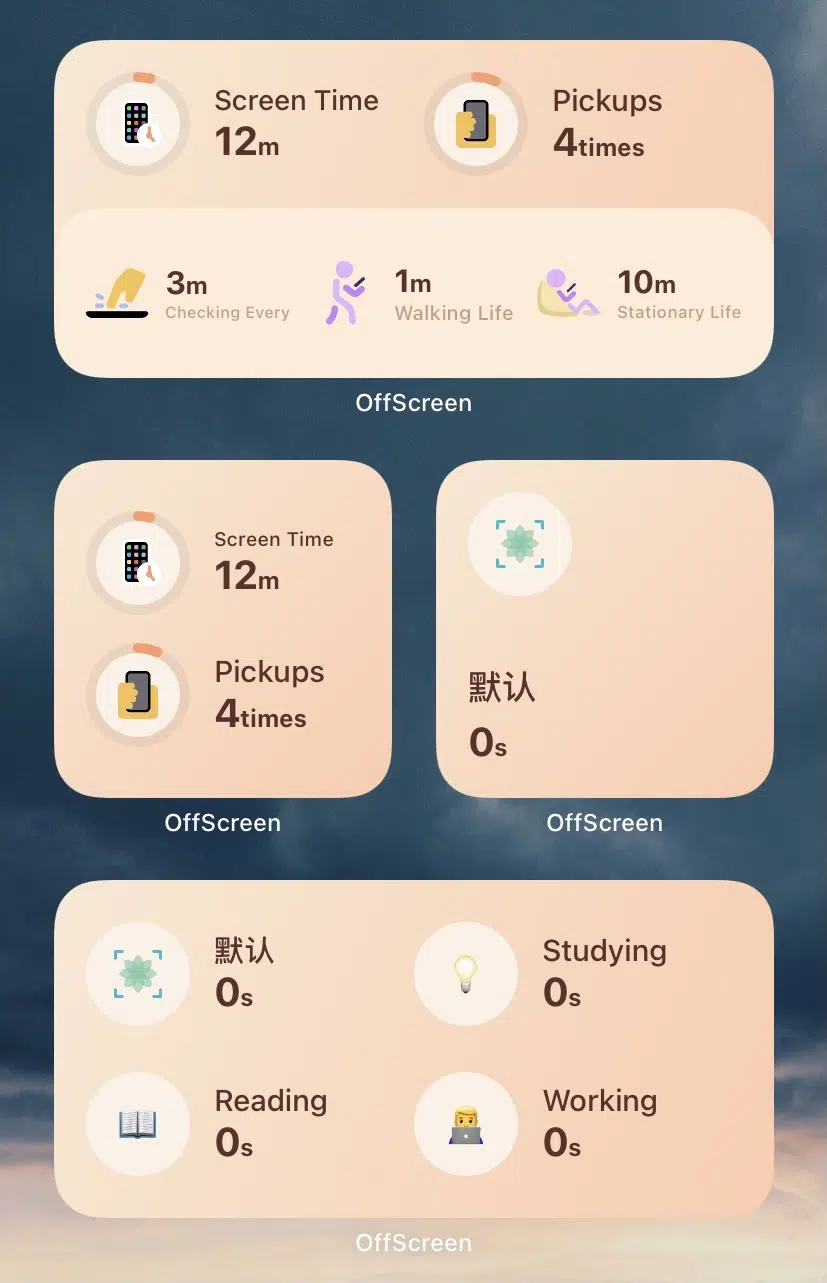 Screen Time
12m
Pickups
4times
3m
Checking Every
1m
Walking Life
10m
Stationary Life
OffScreen
Screen Time
12m
Pickups
4times
OffScreen
默认
0s
OffScreen
默认
0s
Studying
0s
Reading
0s
Working
0s
OffScreen